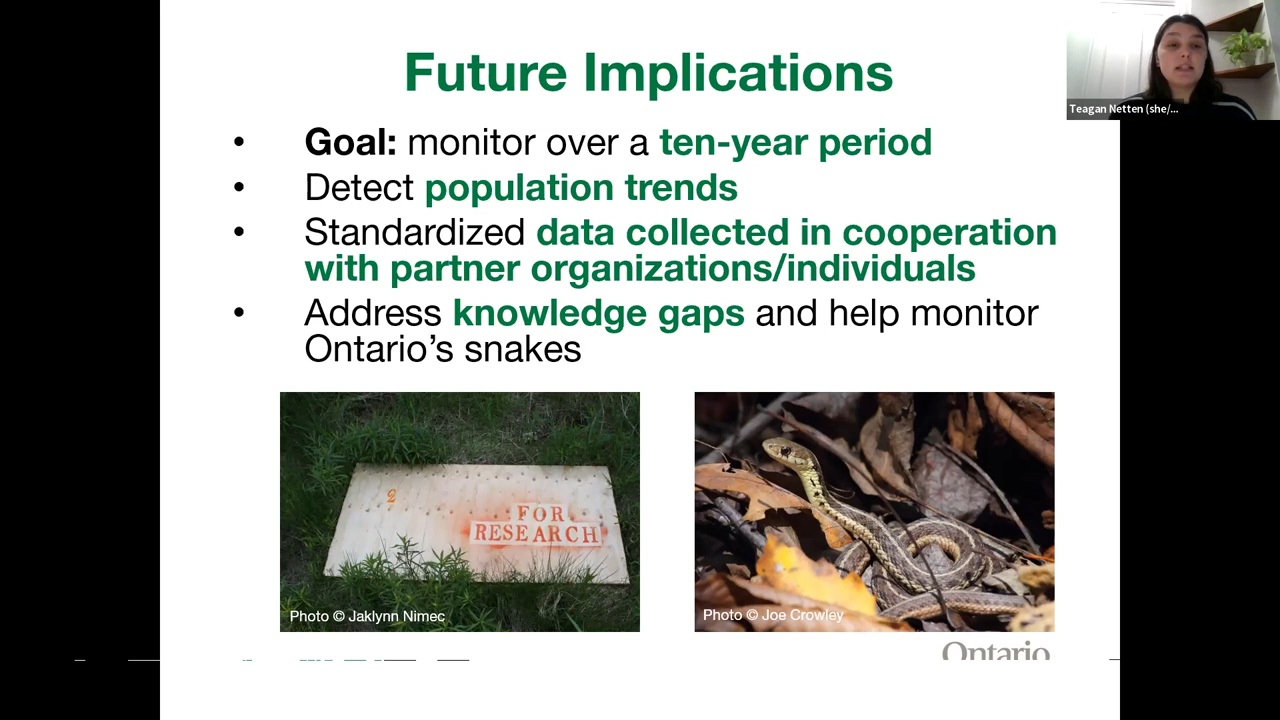 Future Implications
Teagan Netten (she/...
• Goal: monitor over a ten-year period
• Detect population trends
• Standardized data collected in cooperation
with partner organizations/individuals
• Address knowledge gaps and help monitor
Ontario’s snakes
2
FOR
RESEARCH
Photo © Jaklynn Nimec
Photo © Joe Crowley
Ontario